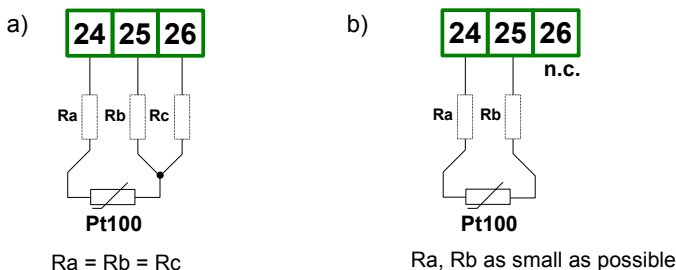 a)
24 25 26
Ra Rb Rc
Pt100
Ra = Rb = Rc
b)
24 25 26
n.c.
Ra Rb
Pt100
Ra, Rb as small as possible